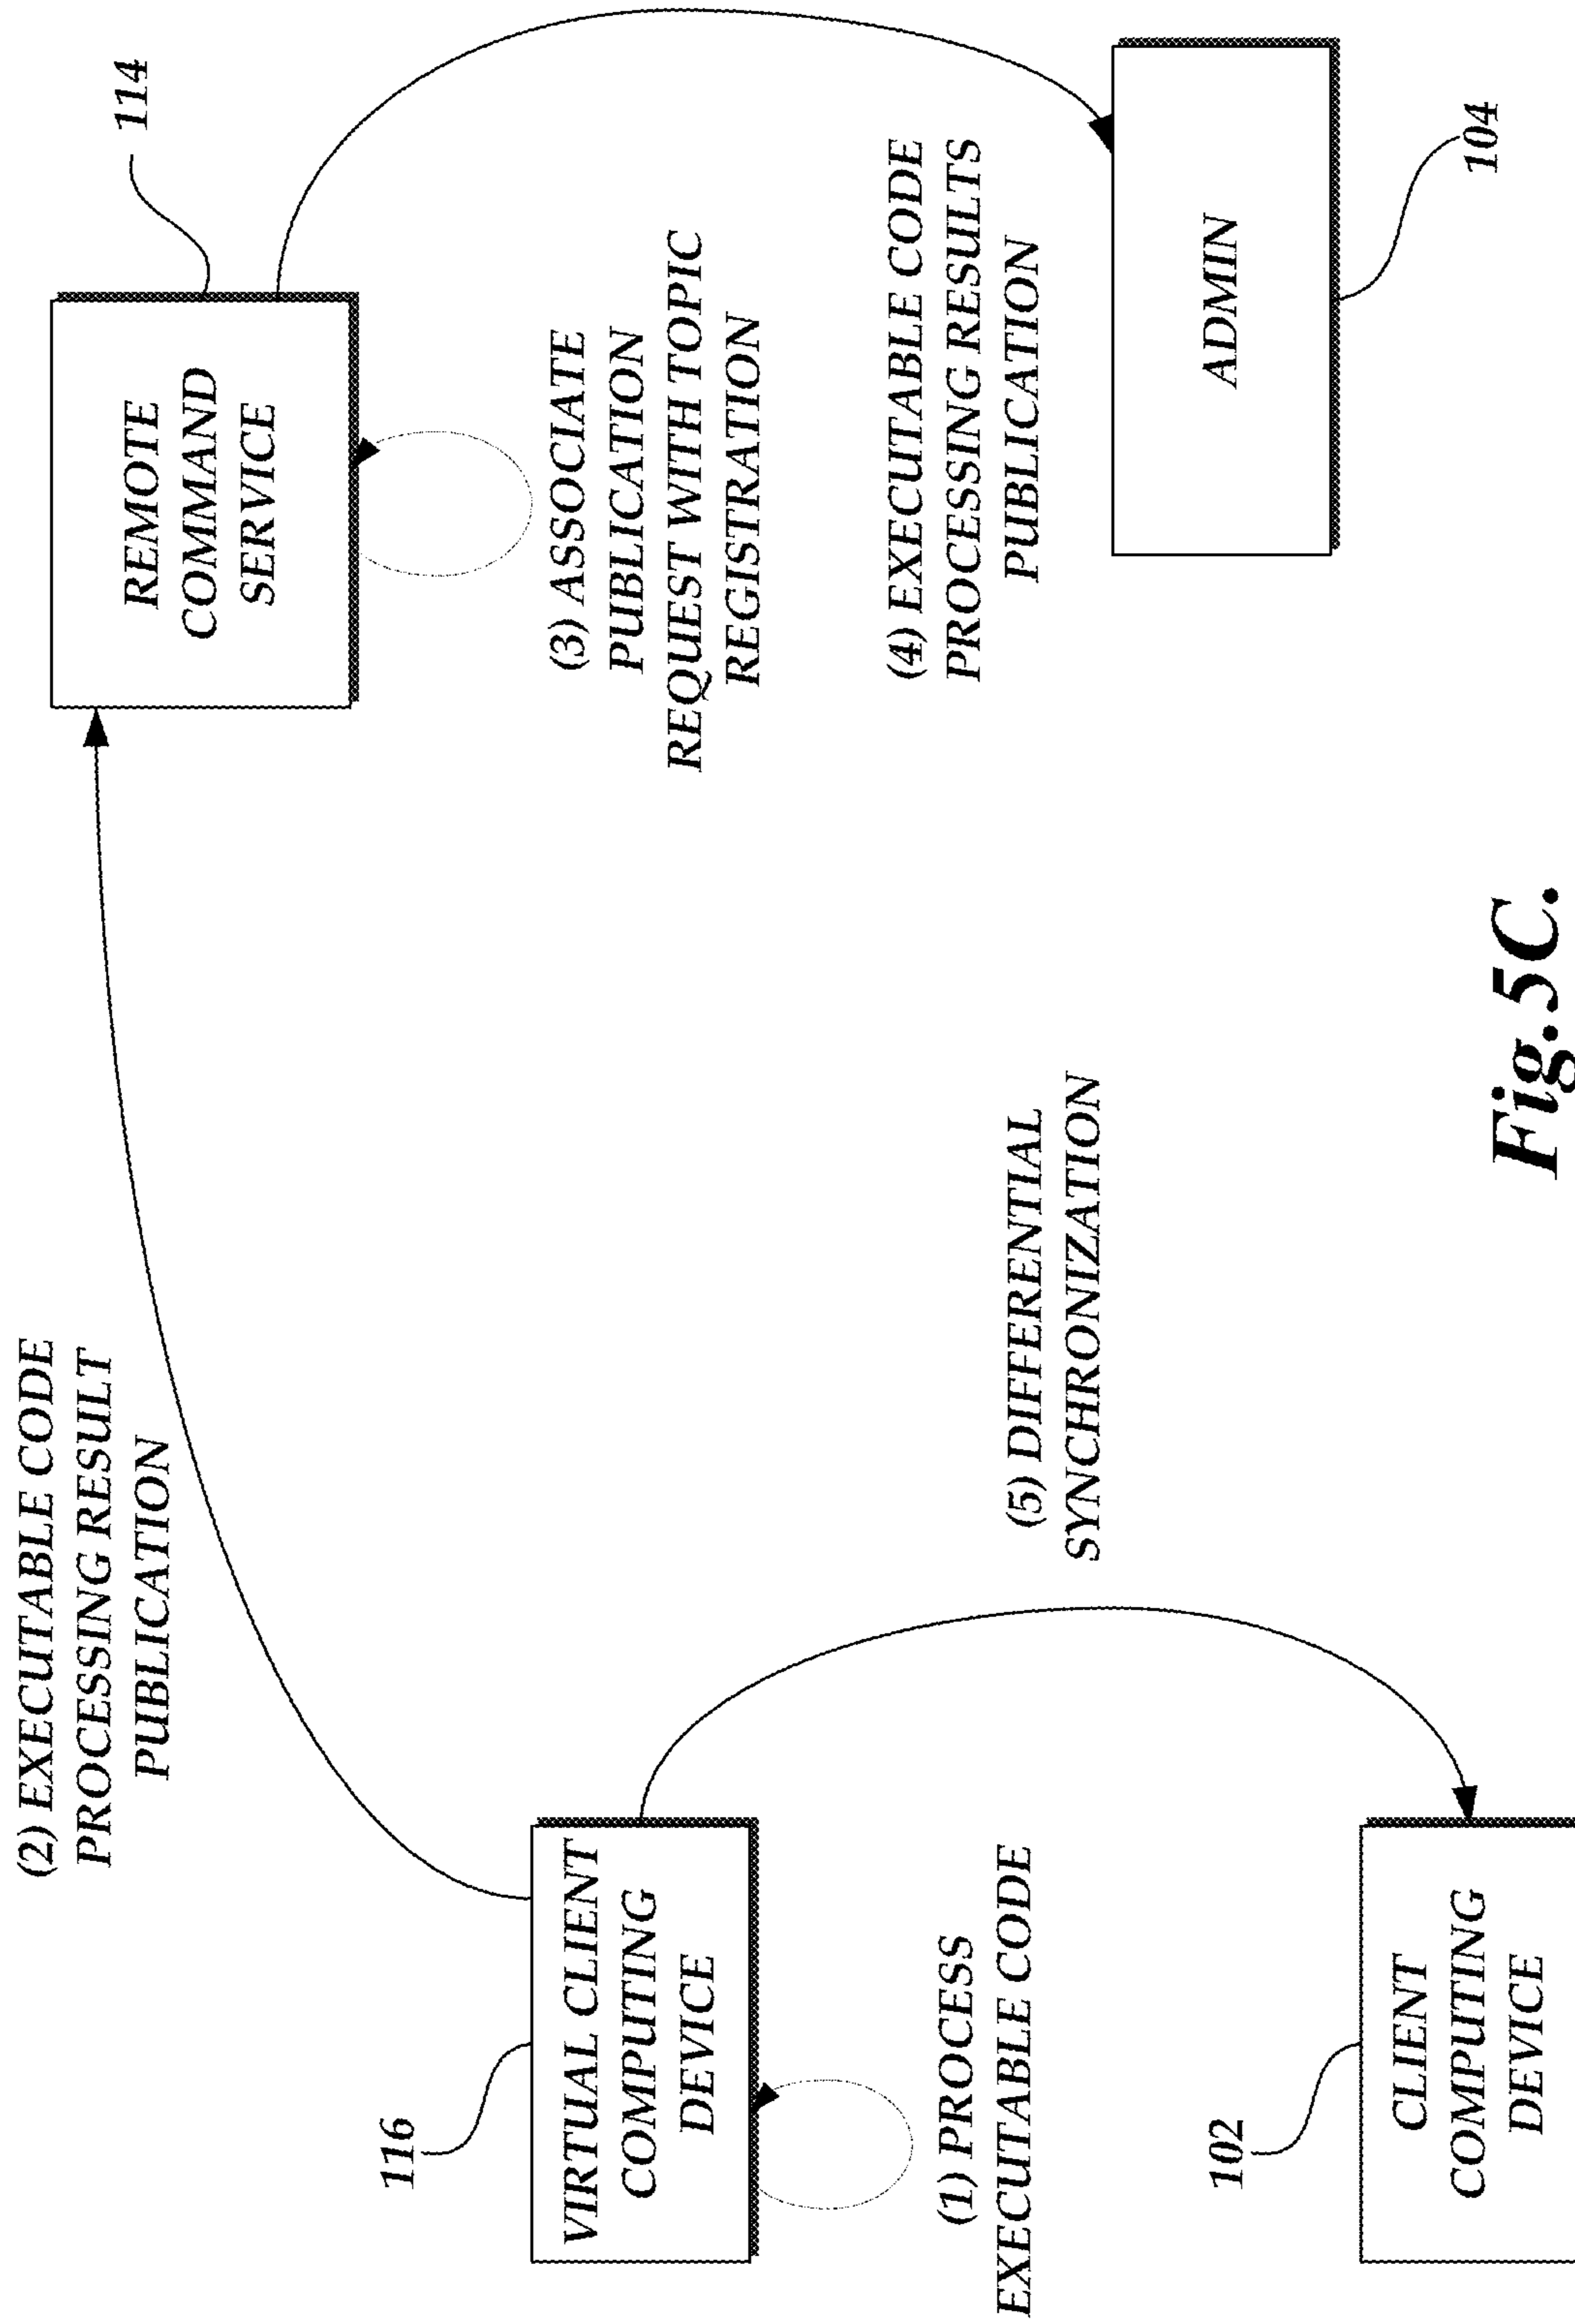 (2) EXECUTABLE CODE
PROCESSING RESULT
PUBLICATION
114
REMOTE
COMMAND
SERVICE
116
VIRTUAL CLIENT
COMPUTING
DEVICE
(3) ASSOCIATE
PUBLICATION
REQUEST WITH TOPIC
REGISTRATION
(1) PROCESS
EXECUTABLE CODE
(5) DIFFERENTIAL
SYNCHRONIZATION
(4) EXECUTABLE CODE
PROCESSING RESULTS
PUBLICATION
102
CLIENT
COMPUTING
DEVICE
ADMIN
104
Fig.5C.